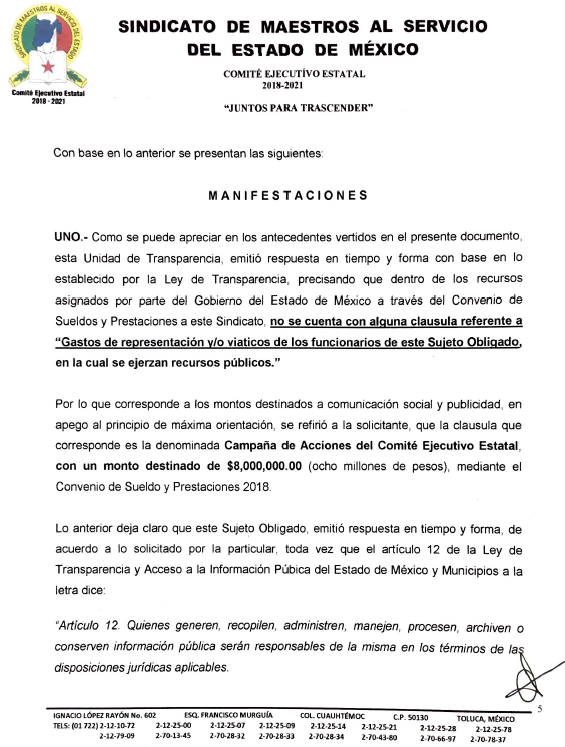 SINDICATO DE MAESTROS AL SERVICIO DEL ESTADO
Comité Ejecutivo Estatal
2018 - 2021
SINDICATO DE MAESTROS AL SERVICIO
DEL ESTADO DE MÉXICO
COMITÉ EJECUTÍVO ESTATAL
2018-2021
“JUNTOS PARA TRASCENDER”
Con base en lo anterior se presentan las siguientes:
MANIFESTACIONES
UNO.- Como se puede apreciar en los antecedentes vertidos en el presente documento,
esta Unidad de Transparencia, emitió respuesta en tiempo y forma con base en lo
establecido por la Ley de Transparencia, precisando que dentro de los recursos
asignados por parte del Gobierno del Estado de México a través del Convenio de
Sueldos y Prestaciones a este Sindicato, no se cuenta con alguna clausula referente a
“Gastos de representación y/o viaticos de los funcionarios de este Sujeto Obligado,
en la cual se ejerzan recursos públicos.”
Por lo que corresponde a los montos destinados a comunicación social y publicidad, en
apego al principio de máxima orientación, se refirió a la solicitante, que la clausula que
corresponde es la denominada Campaña de Acciones del Comité Ejecutivo Estatal,
con un monto destinado de $8,000,000.00 (ocho millones de pesos), mediante el
Convenio de Sueldo y Prestaciones 2018.
Lo anterior deja claro que este Sujeto Obligado, emitió respuesta en tiempo y forma, de
acuerdo a lo solicitado por la particular, toda vez que el artículo 12 de la Ley de
Transparencia y Acceso a la Información Púbica del Estado de México y Municipios a la
letra dice:
“Artículo 12. Quienes generen, recopilen, administren, manejen, procesen, archiven o
conserven información pública serán responsables de la misma en los términos de las
disposiciones jurídicas aplicables.
5
IGNACIO LÓPEZ RAYÓN No. 602 ESQ. FRANCISCO MURGUÍA COL. CUAUHTÉMOC C.P. 50130 TOLUCA, MÉXICO
TELS: (01 722) 2-12-10-72 2-12-25-00 2-12-25-07 2-12-25-09 2-12-25-14 2-12-25-21 2-12-25-28 2-12-25-78
2-12-79-09 2-70-13-45 2-70-28-32 2-70-28-33 2-70-28-34 2-70-43-80 2-70-66-97 2-70-78-37